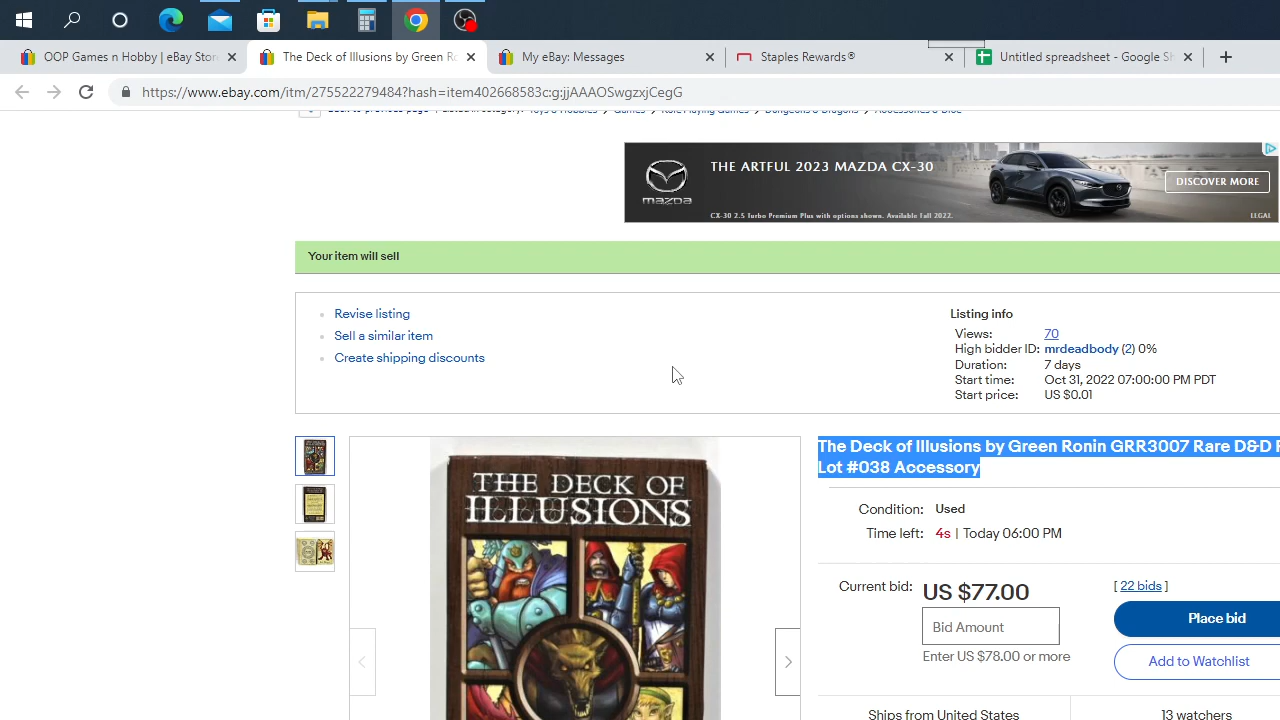 OOP Games n Hobby | eBay Stor
The Deck of Illusions by Green Ro
My eBay: Messages
Staples Rewards®
Untitled spreadsheet - Google Sh
https://www.ebay.com/itm/275522279484?hash=item402668583c:g:jjAAAOSwgzxjCegG
Back to previous page | Listed in category: Toys & Hobbies > Games > Role Playing Games > Dungeons & Dragons > Accessories & Dice
THE ARTFUL 2023 MAZDA CX-30
mazda
DISCOVER MORE
CX-30 2.5 Turbo Premium Plus with options shown. Available Fall 2022.
LEGAL
Your item will sell
Revise listing
Sell a similar item
Create shipping discounts
Listing info
Views: 70
High bidder ID: mrdeadbody (2) 0%
Duration: 7 days
Start time: Oct 31, 2022 07:00:00 PM PDT
Start price: US $0.01
THE DECK OF
ILLUSIONS
The Deck of Illusions by Green Ronin GRR3007 Rare D&D
Lot #038 Accessory
Condition: Used
Time left: 4s | Today 06:00 PM
Current bid: US $77.00
[ 22 bids ]
Bid Amount
Place bid
Enter US $78.00 or more
Add to Watchlist
Ships from United States
13 watchers